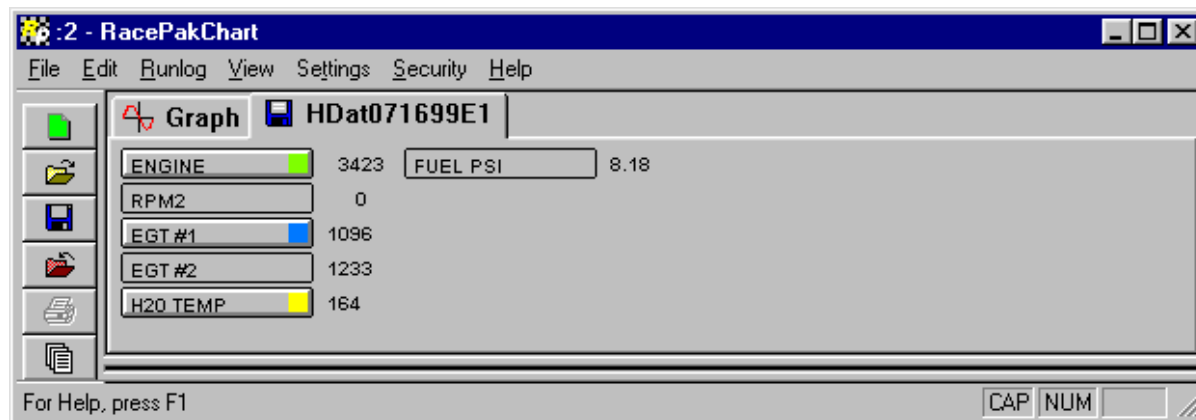 :2 - RacePakChart
File Edit Runlog View Settings Security Help
Graph HDat071699E1
ENGINE 3423 FUEL PSI 8.18
RPM2 0
EGT #1 1096
EGT #2 1233
H20 TEMP 164
For Help, press F1 CAP NUM